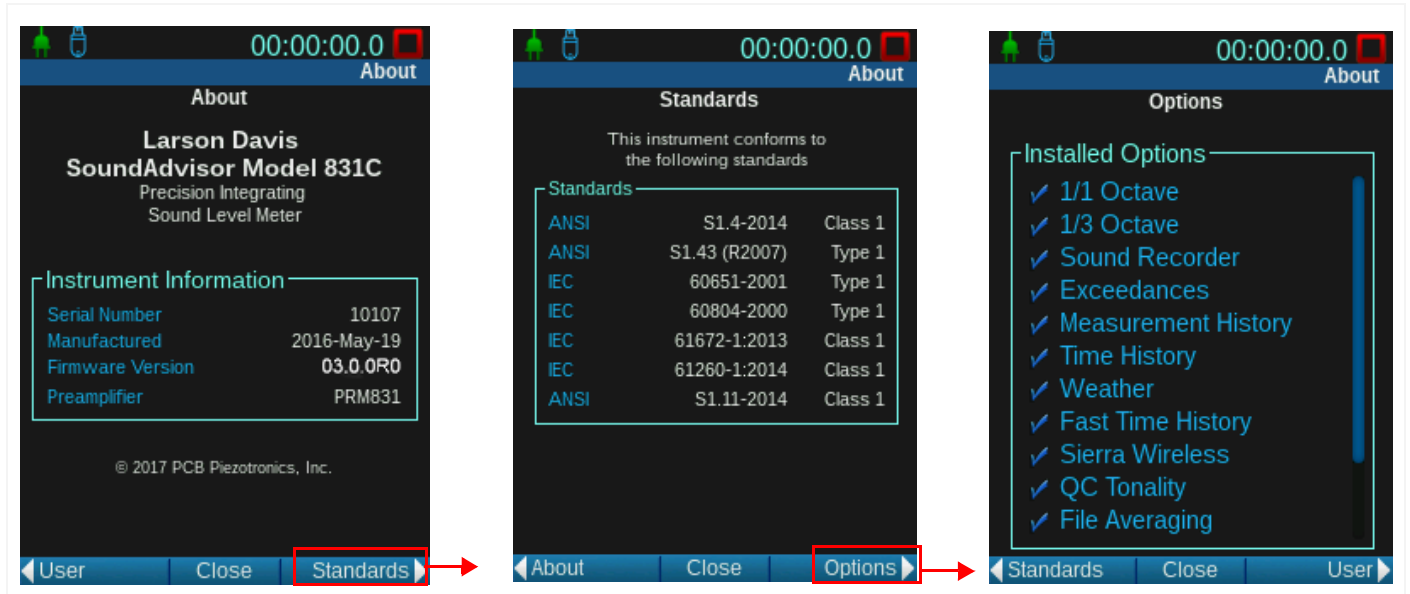 00:00:00.0
About
About
Larson Davis
SoundAdvisor Model 831C
Precision Integrating
Sound Level Meter
Instrument Information
Serial Number 10107
Manufactured 2016-May-19
Firmware Version 03.0.0R0
Preamplifier PRM831
© 2017 PCB Piezotronics, Inc.
User Close Standards
00:00:00.0
About
Standards
This instrument conforms to
the following standards
Standards
ANSI S1.4-2014 Class 1
ANSI S1.43 (R2007) Type 1
IEC 60651-2001 Type 1
IEC 60804-2000 Type 1
IEC 61672-1:2013 Class 1
IEC 61260-1:2014 Class 1
ANSI S1.11-2014 Class 1
About Close Options
00:00:00.0
About
Options
Installed Options
1/1 Octave
1/3 Octave
Sound Recorder
Exceedances
Measurement History
Time History
Weather
Fast Time History
Sierra Wireless
QC Tonality
File Averaging
Standards Close User